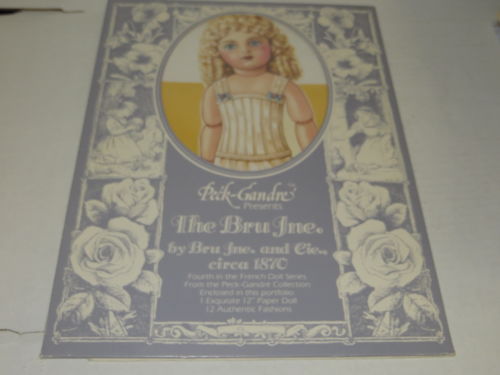 Peck-Gandré
Presents
The Bru Jne.
by Bru Jne. and Cie.,
circa 1870
Fourth in the French Doll Series
From the Peck-Gandré Collection
Enclosed in this portfolio
1 Exquisite 12" Paper Doll
12 Authentic Fashions